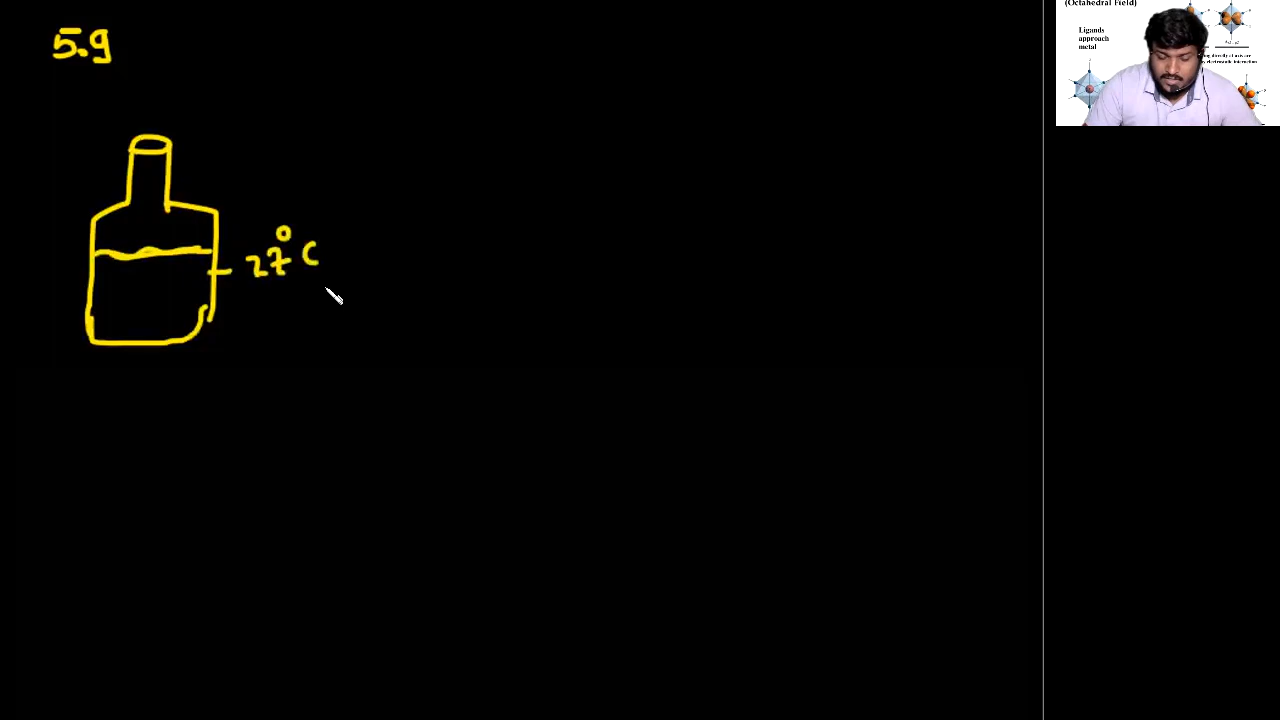 5.9
27°C
(Octahedral Field)
Ligands
approach
metal